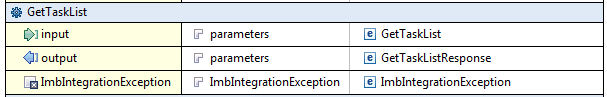 GetTaskList
input parameters GetTaskList
output parameters GetTaskListResponse
ImbIntegrationException ImbIntegrationException ImbIntegrationException